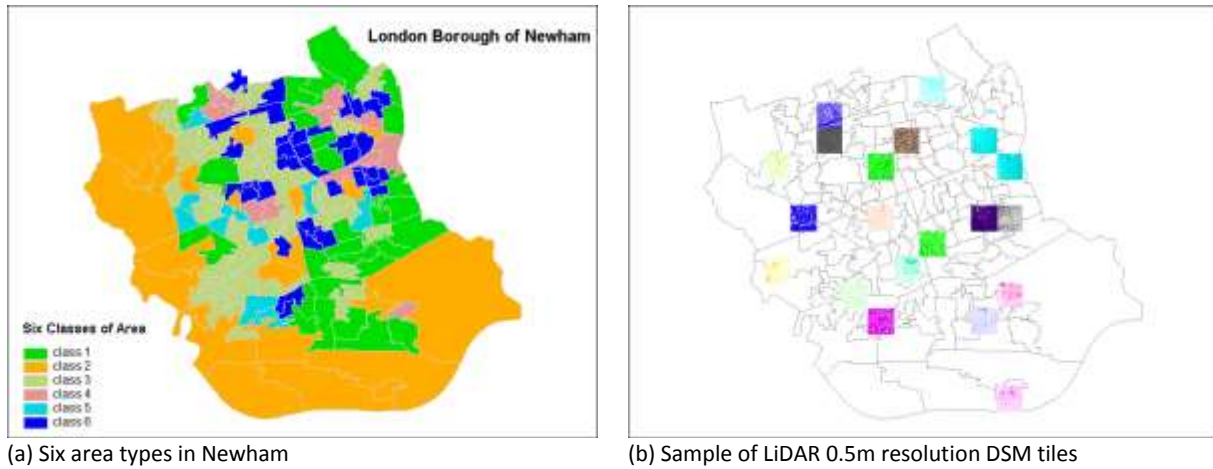 London Borough of Newham
Six Classes of Area
class 1
class 2
class 3
class 4
class 5
class 6
(a) Six area types in Newham
(b) Sample of LiDAR 0.5m resolution DSM tiles